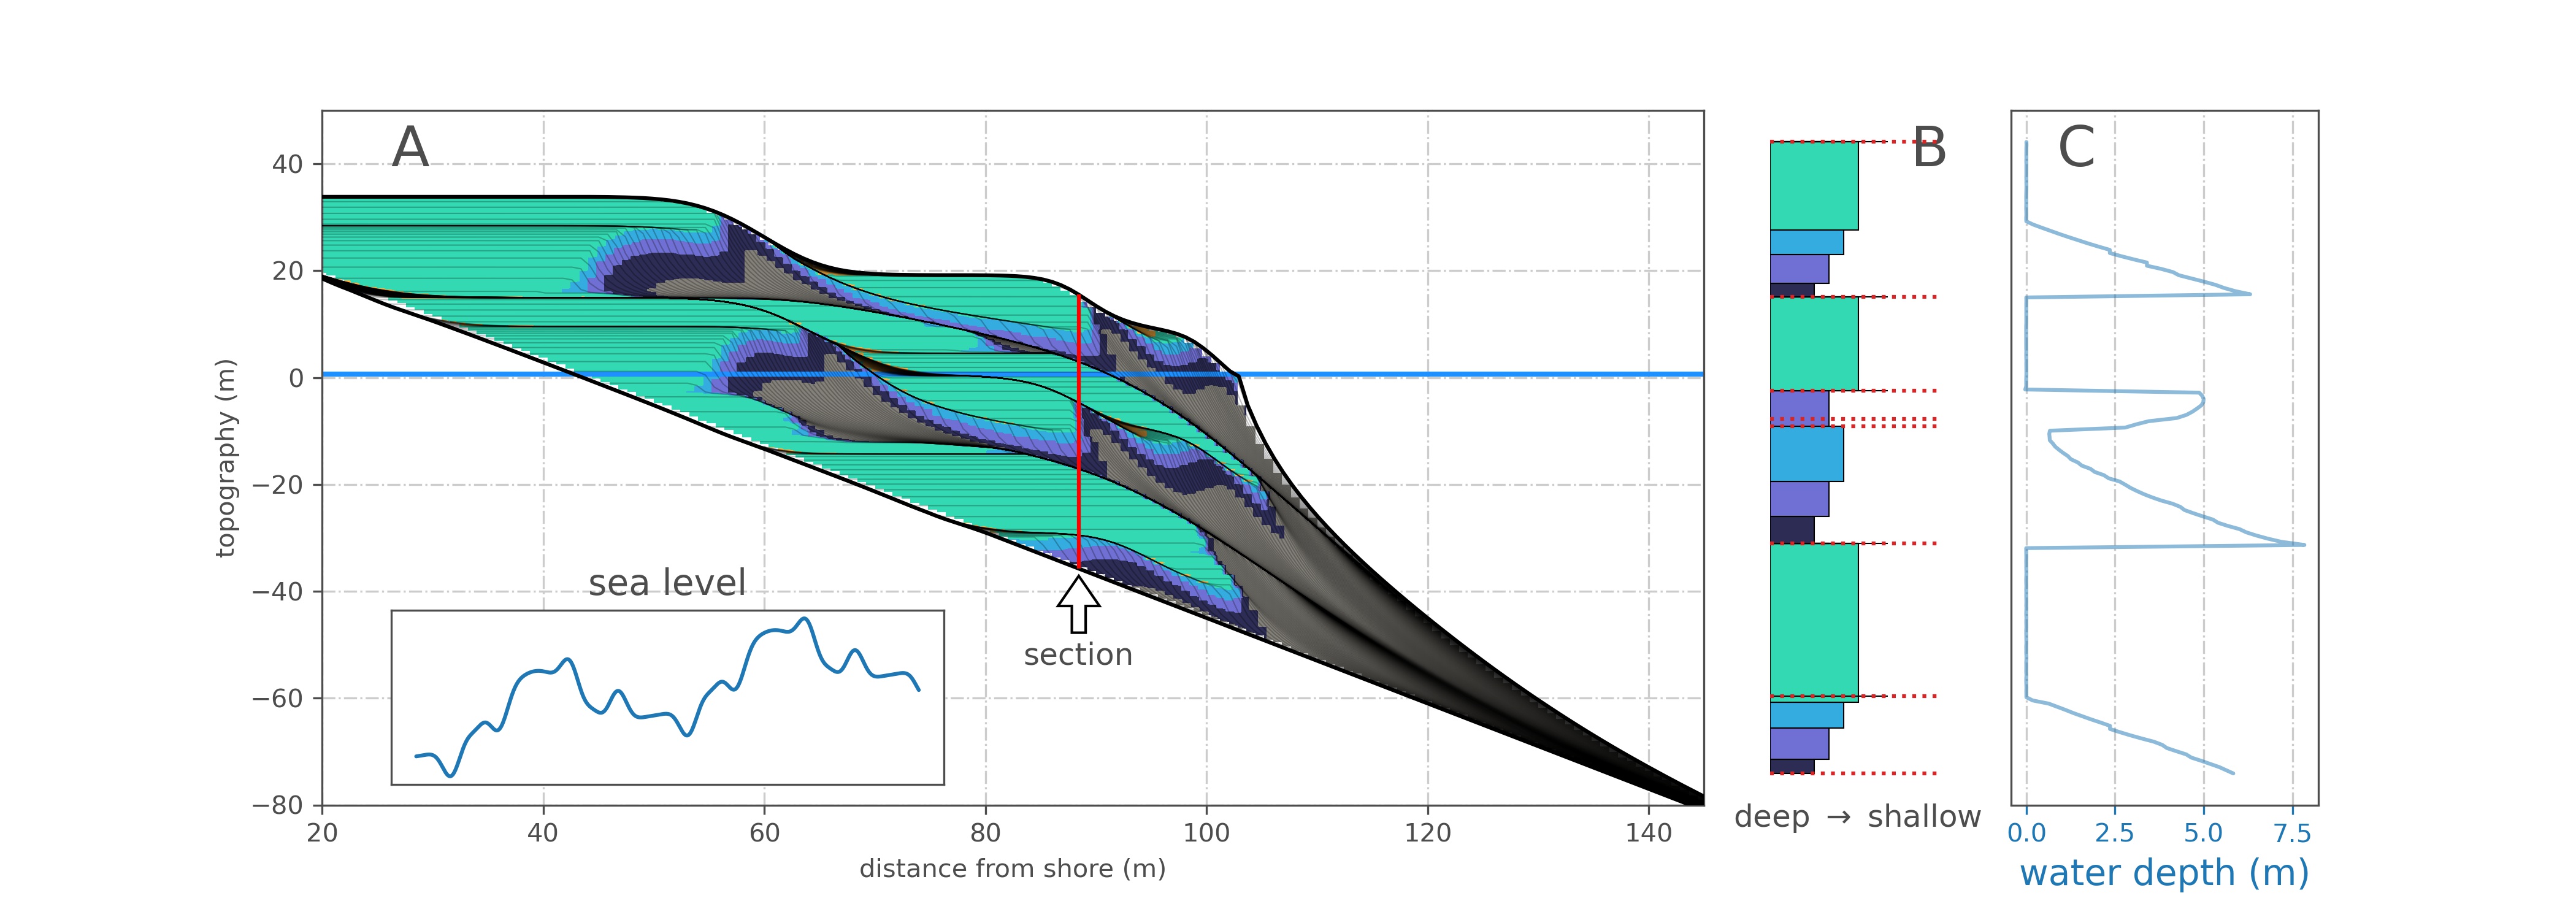 A
B
C
40
20
0
−20
−40
−60
−80
topography (m)
sea level
section
20
40
60
80
100
120
140
distance from shore (m)
deep → shallow
0.0
2.5
5.0
7.5
water depth (m)